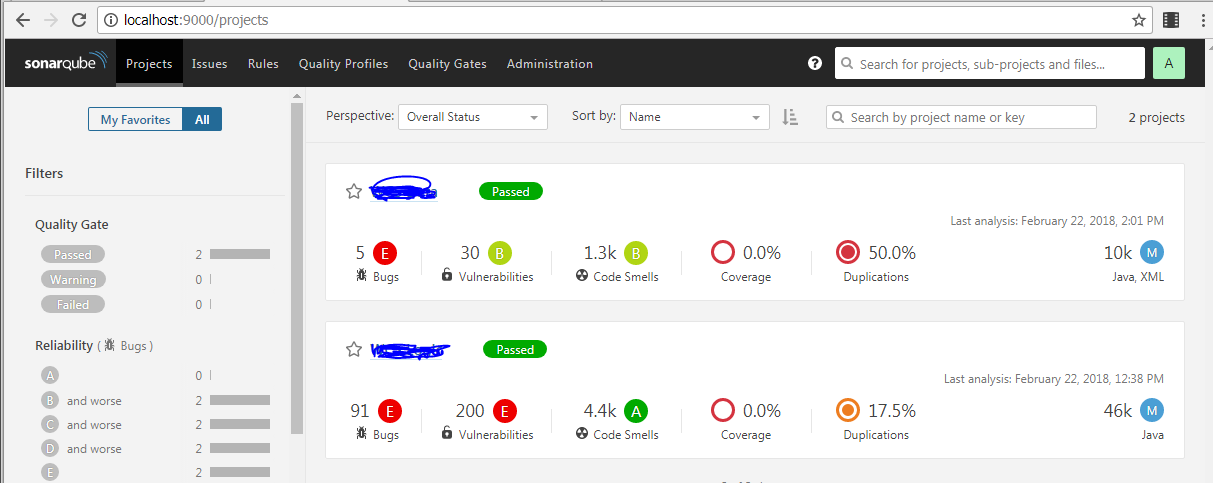 localhost:9000/projects
sonarqube Projects Issues Rules Quality Profiles Quality Gates Administration ? Search for projects, sub-projects and files... A
My Favorites All
Perspective: Overall Status Sort by: Name Search by project name or key 2 projects
Filters
Quality Gate
Passed 2
Warning 0
Failed 0
Reliability ( Bugs )
A 0
B and worse 2
C and worse 2
D and worse 2
E 2
Passed
Last analysis: February 22, 2018, 2:01 PM
5 E 30 B 1.3k B 0.0% 50.0% 10k M
Bugs Vulnerabilities Code Smells Coverage Duplications Java, XML
Passed
Last analysis: February 22, 2018, 12:38 PM
91 E 200 E 4.4k A 0.0% 17.5% 46k M
Bugs Vulnerabilities Code Smells Coverage Duplications Java